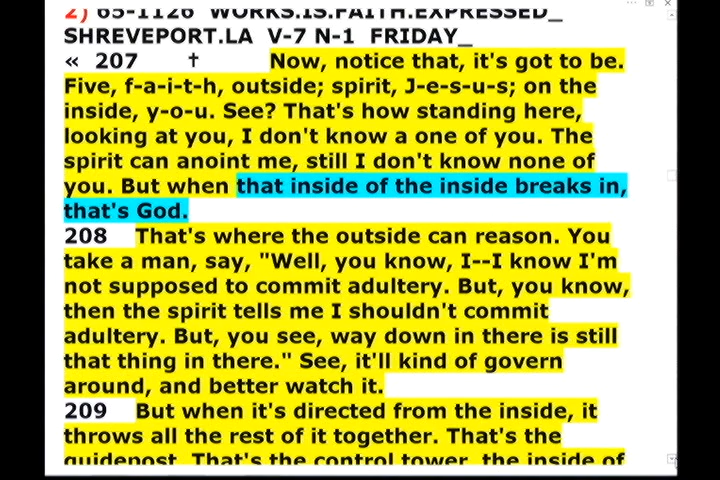 2) 65-1126 WORKS.IS.FAITH.EXPRESSED_
SHREVEPORT.LA V-7 N-1 FRIDAY_
« 207 † Now, notice that, it's got to be.
Five, f-a-i-t-h, outside; spirit, J-e-s-u-s; on the
inside, y-o-u. See? That's how standing here,
looking at you, I don't know a one of you. The
spirit can anoint me, still I don't know none of
you. But when that inside of the inside breaks in,
that's God.
208 That's where the outside can reason. You
take a man, say, "Well, you know, I--I know I'm
not supposed to commit adultery. But, you know,
then the spirit tells me I shouldn't commit
adultery. But, you see, way down in there is still
that thing in there." See, it'll kind of govern
around, and better watch it.
209 But when it's directed from the inside, it
throws all the rest of it together. That's the
guidepost. That's the control tower, the inside of